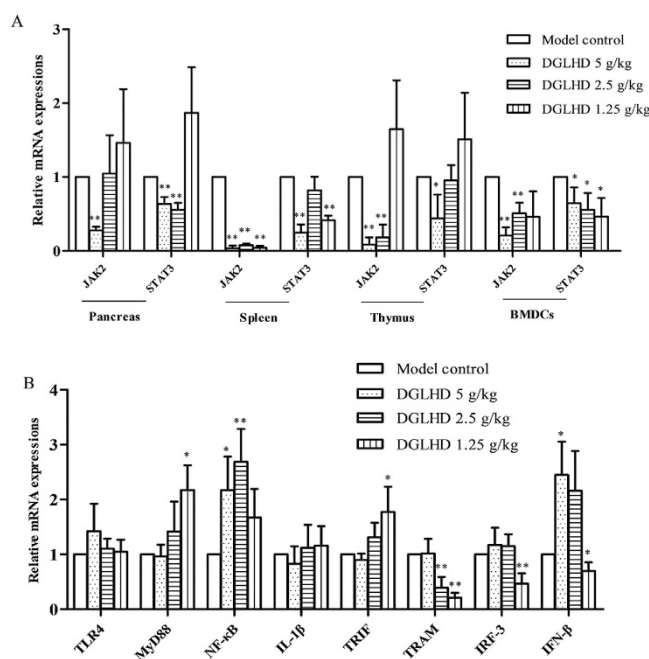 A
Model control
DGLHD 5 g/kg
DGLHD 2.5 g/kg
DGLHD 1.25 g/kg
Relative mRNA expressions
3
2
1
0
** ** ** ** ** ** ** ** * ** ** ** ** * * *
JAK2 STAT3 JAK2 STAT3 JAK2 STAT3 JAK2 STAT3
Pancreas Spleen Thymus BMDCs
B
Model control
DGLHD 5 g/kg
DGLHD 2.5 g/kg
DGLHD 1.25 g/kg
Relative mRNA expressions
4
3
2
1
0
* * ** * ** ** ** * *
TLR4 MyD88 NF-κB IL-1β TRIF TRAM IRF-3 IFN-β